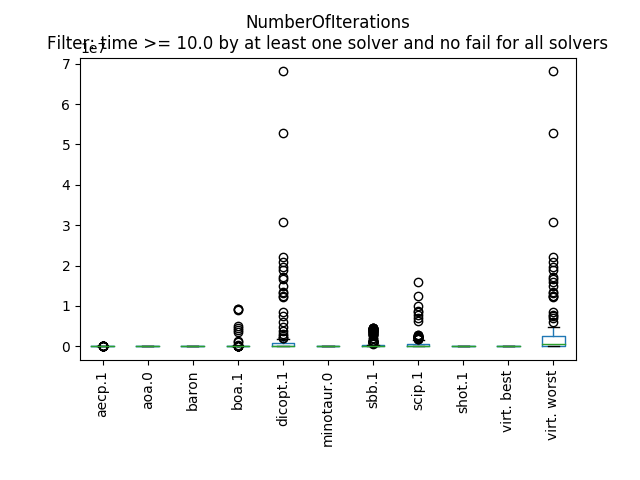 NumberOfIterations
Filter: time >= 10.0 by at least one solver and no fail for all solvers
1e7
7
6
5
4
3
2
1
0
aecp.1
aoa.0
baron
boa.1
dicopt.1
minotaur.0
sbb.1
scip.1
shot.1
virt. best
virt. worst